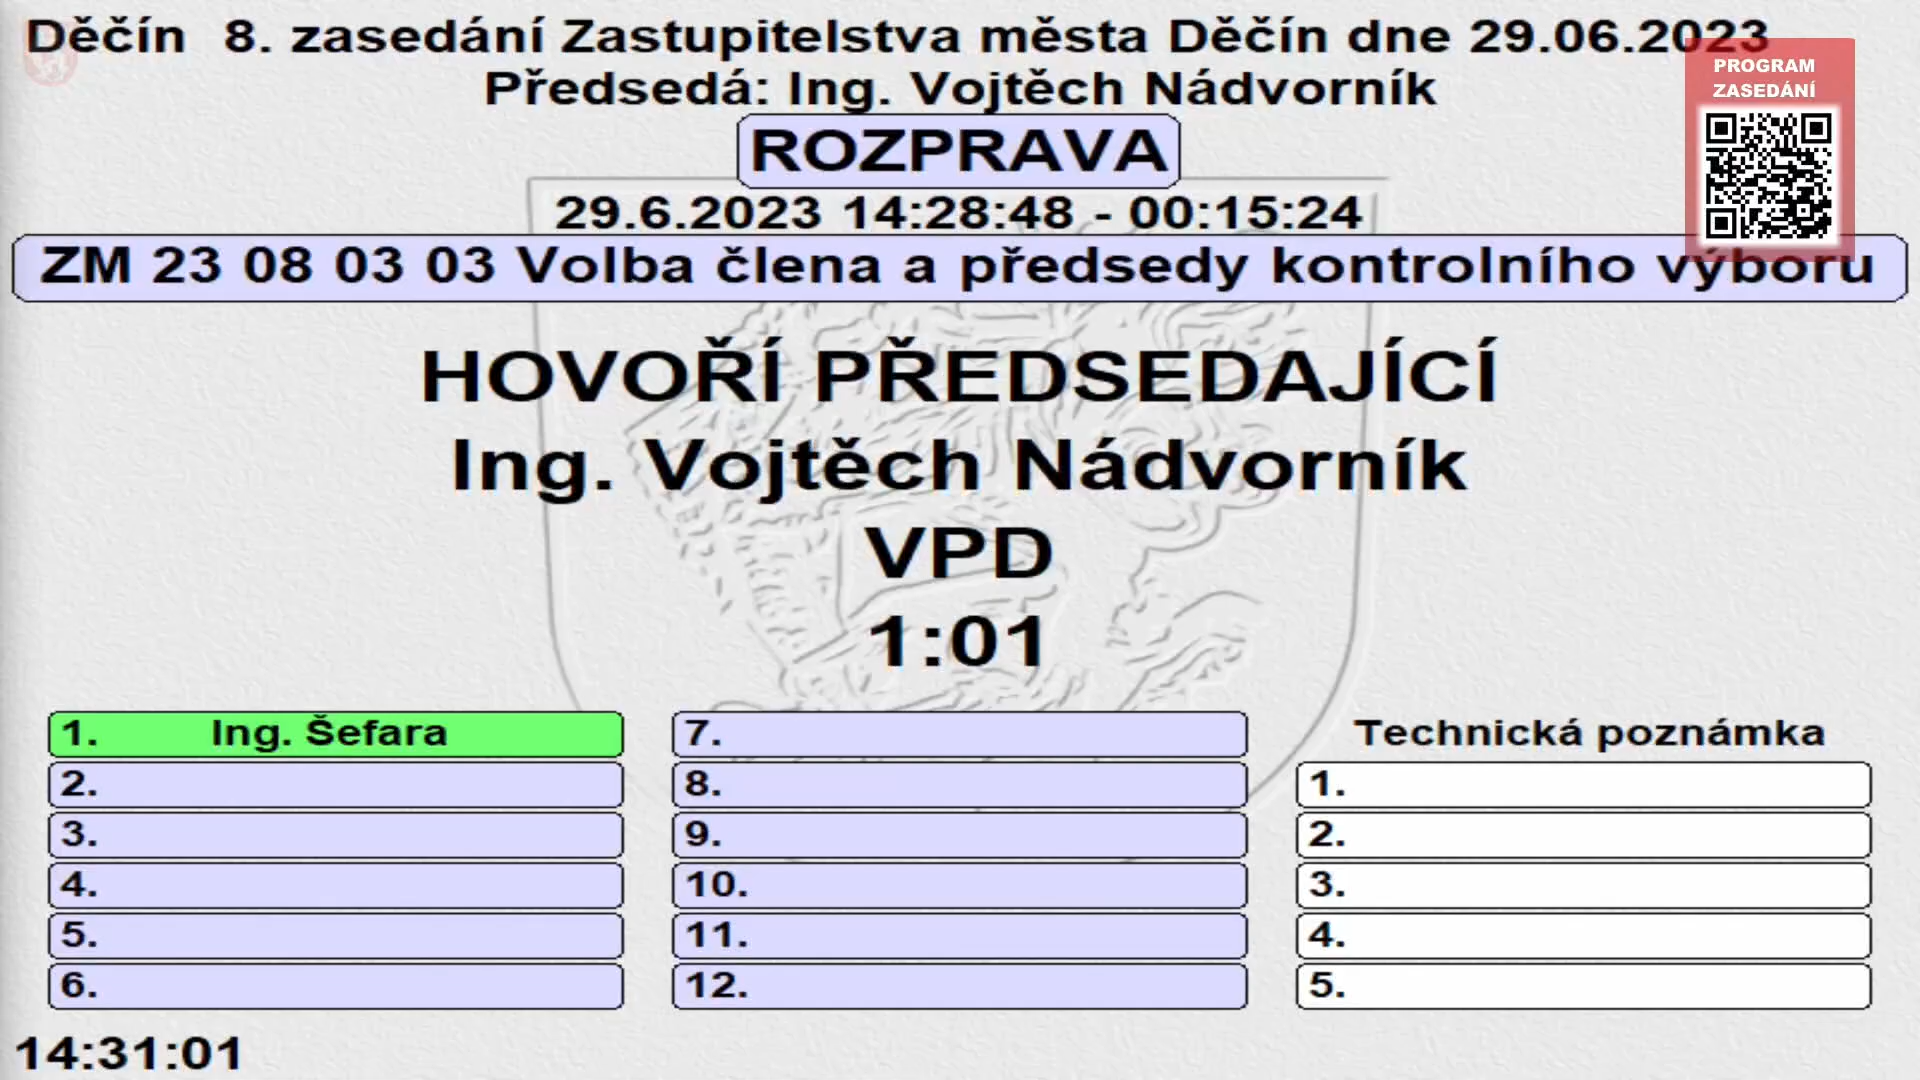 Děčín 8. zasedání Zastupitelstva města Děčín dne 29.06.2023
Předsedá: Ing. Vojtěch Nádvorník
PROGRAM
ZASEDÁNÍ
ROZPRAVA
29.6.2023 14:28:48 - 00:15:24
ZM 23 08 03 03 Volba člena a předsedy kontrolního výboru
HOVOŘÍ PŘEDSEDAJÍCÍ
Ing. Vojtěch Nádvorník
VPD
1:01
1. Ing. Šefara
2.
3.
4.
5.
6.
7.
8.
9.
10.
11.
12.
Technická poznámka
1.
2.
3.
4.
5.
14:31:01